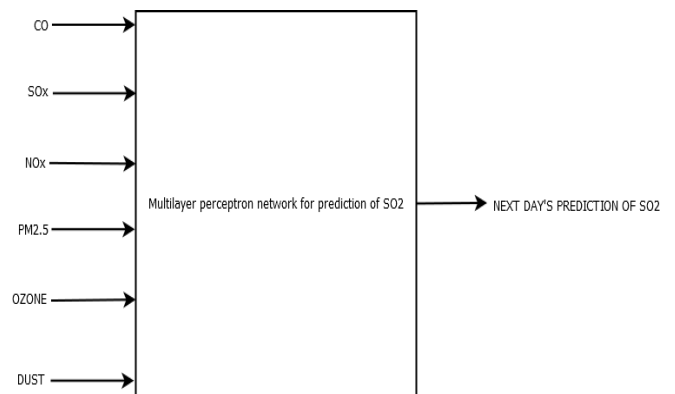 CO
SOx
NOx
PM2.5
OZONE
DUST
Multilayer perceptron network for prediction of SO2
NEXT DAY'S PREDICTION OF SO2